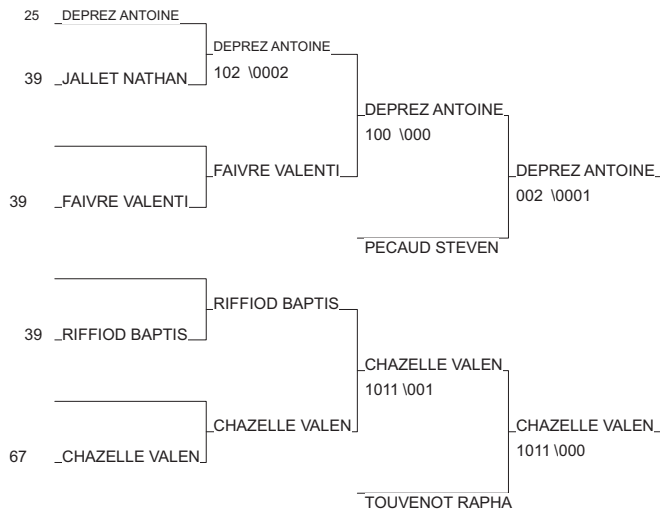 25 DEPREZ ANTOINE
DEPREZ ANTOINE
102 \0002
39 JALLET NATHAN
DEPREZ ANTOINE
100 \000
FAIVRE VALENTI
DEPREZ ANTOINE
002 \0001
39 FAIVRE VALENTI
PECAUD STEVEN
RIFFIOD BAPTIS
39 RIFFIOD BAPTIS
CHAZELLE VALEN
1011 \001
CHAZELLE VALEN
CHAZELLE VALEN
1011 \000
67 CHAZELLE VALEN
TOUVENOT RAPHA